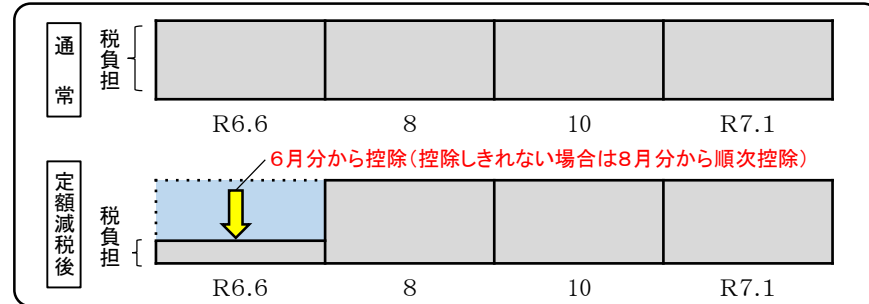 通常
税負担
R6.6 8 10 R7.1
6月分から控除(控除しきれない場合は8月分から順次控除)
定額減税後
税負担
R6.6 8 10 R7.1